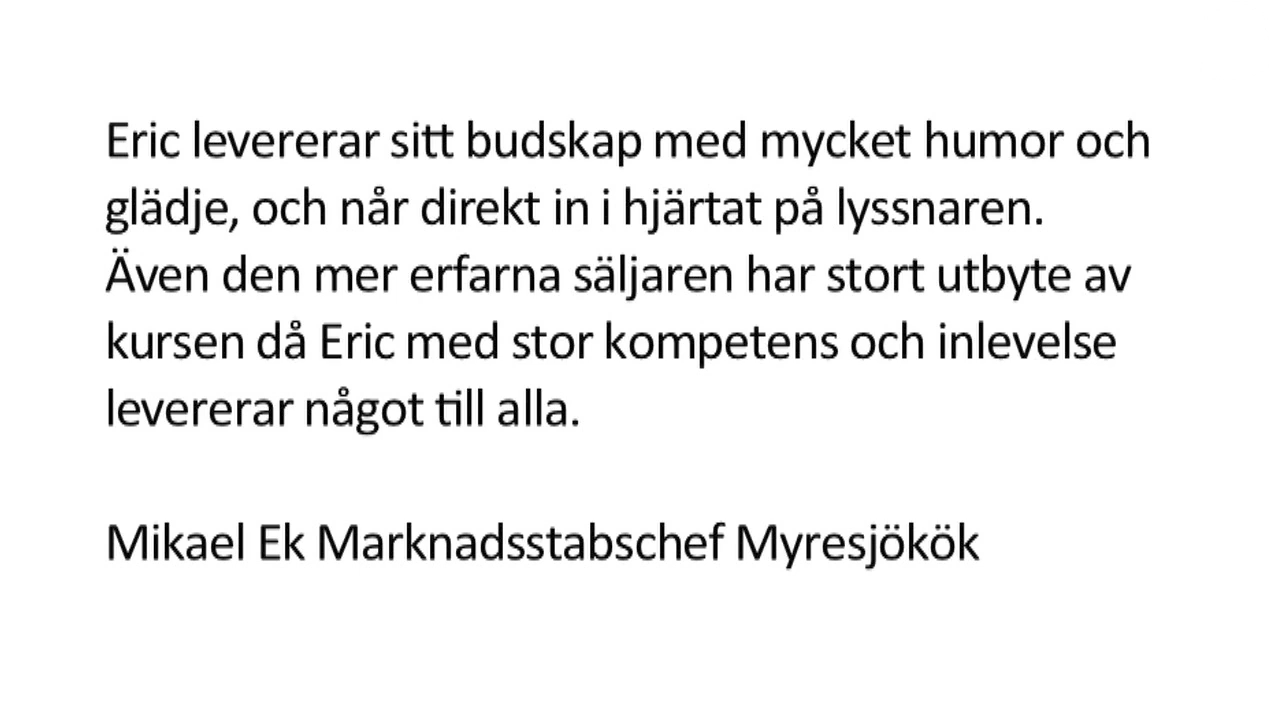 Eric levererar sitt budskap med mycket humor och
glädje, och når direkt in i hjärtat på lyssnaren.
Även den mer erfarna säljaren har stort utbyte av
kursen då Eric med stor kompetens och inlevelse
levererar något till alla.
Mikael Ek Marknadsstabschef Myresjökök